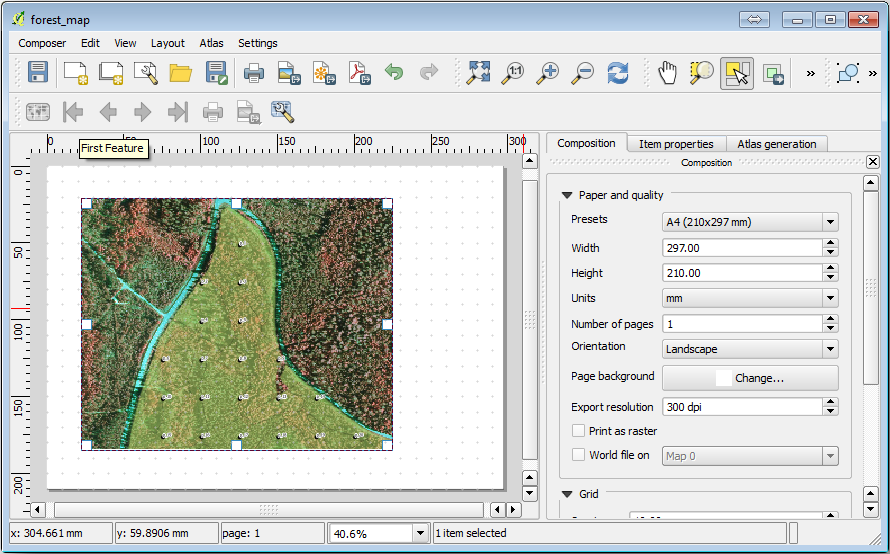 forest_map
Composer Edit View Layout Atlas Settings
1:1
» »
First Feature
0 50 100 150 200 250 300
0
50
100
150
200
Composition Item properties Atlas generation
Composition
Paper and quality
Presets A4 (210x297 mm)
Width 297.00
Height 210.00
Units mm
Number of pages 1
Orientation Landscape
Page background Change...
Export resolution 300 dpi
Print as raster
World file on Map 0
Grid
x: 304.661 mm y: 59.8906 mm page: 1 40.6% 1 item selected